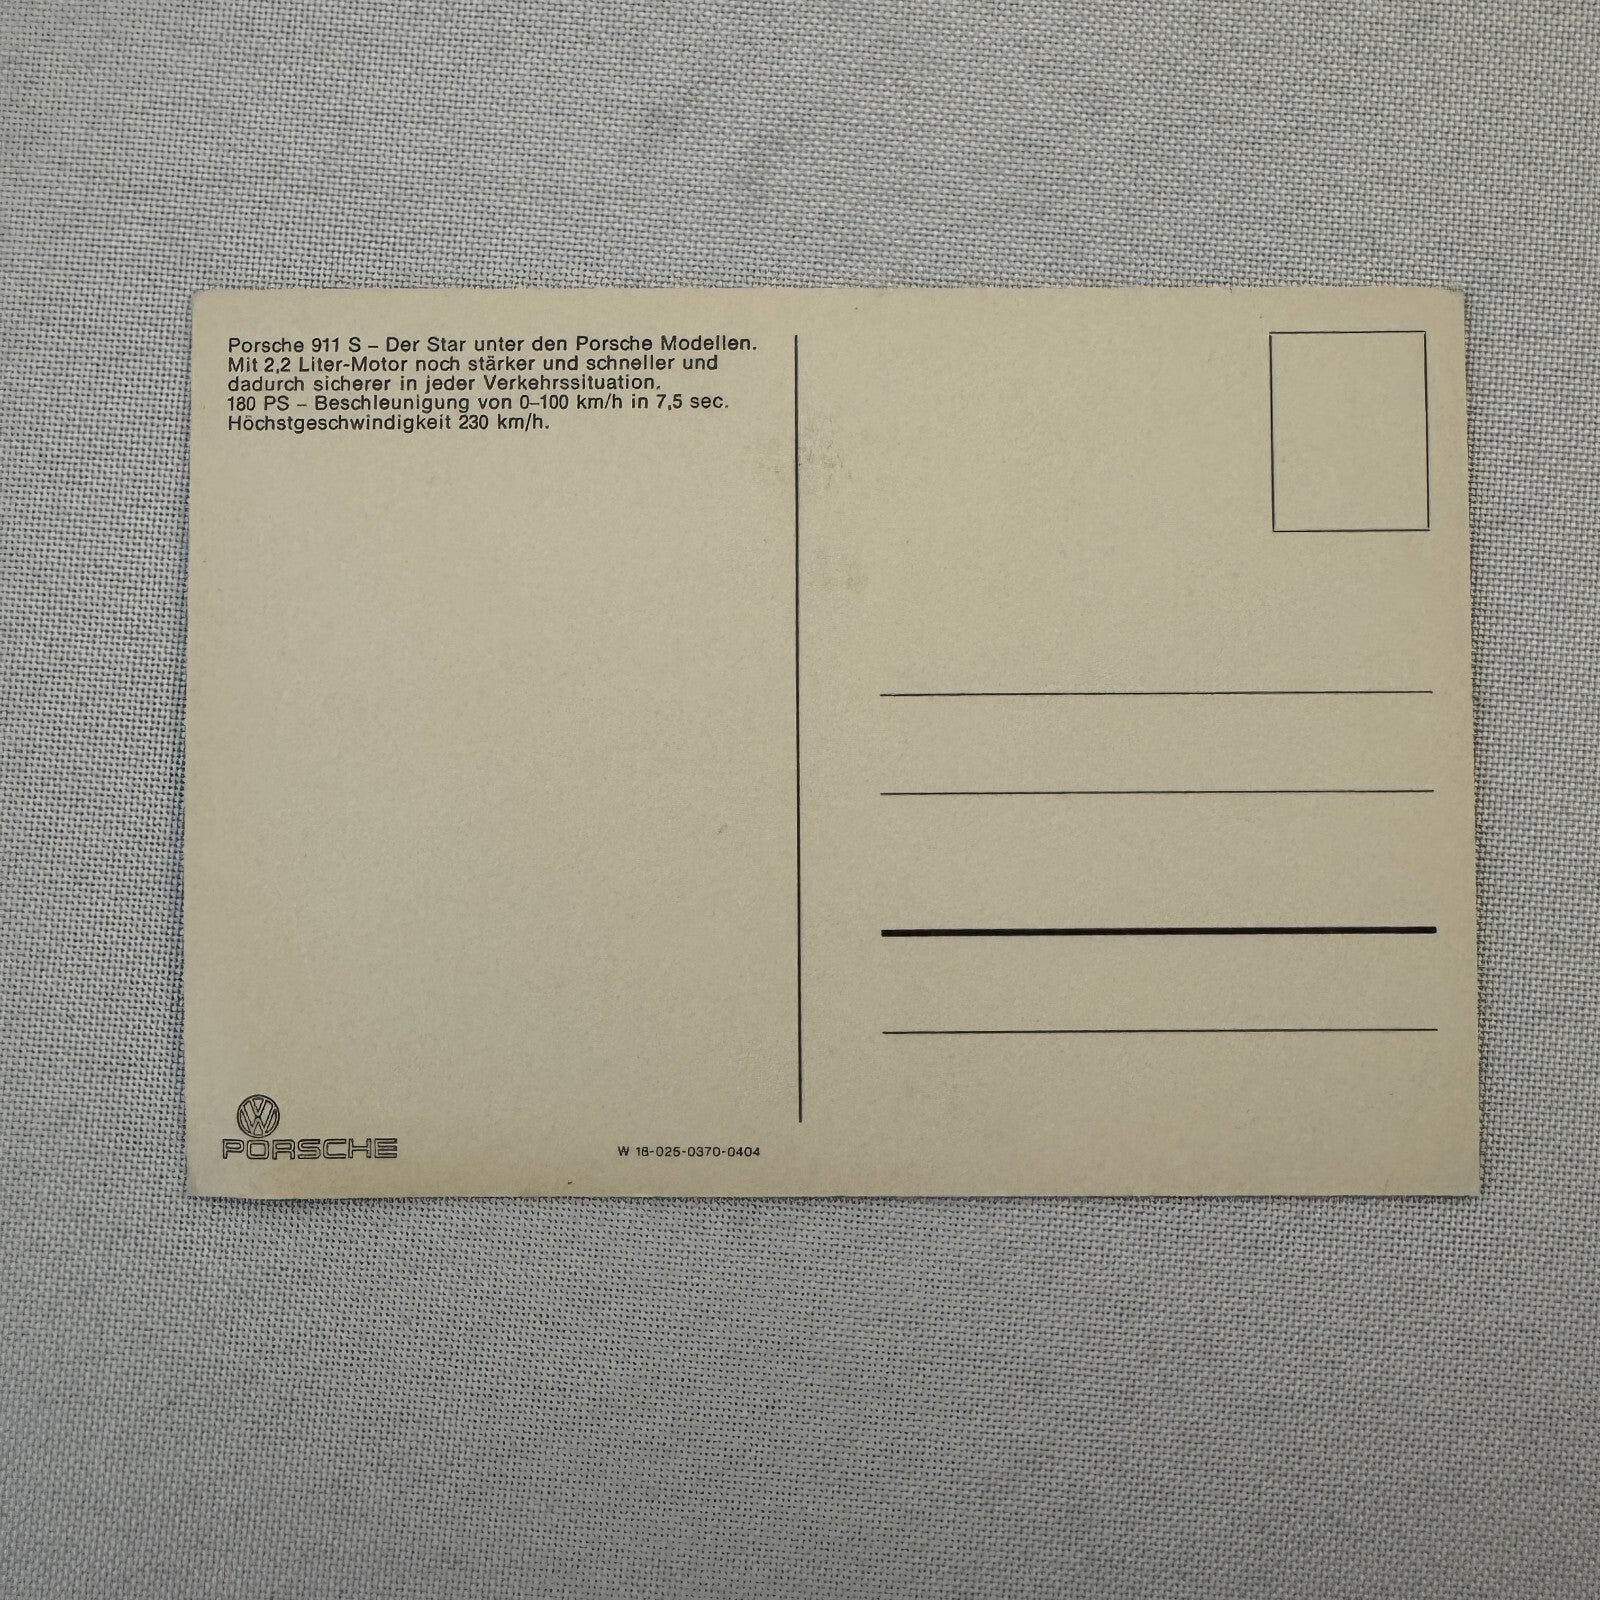 Porsche 911 S – Der Star unter den Porsche Modellen.
Mit 2,2 Liter-Motor noch stärker und schneller und
dadurch sicherer in jeder Verkehrssituation.
180 PS – Beschleunigung von 0–100 km/h in 7,5 sec.
Höchstgeschwindigkeit 230 km/h.
VW
PORSCHE
W 18-025-0370-0404